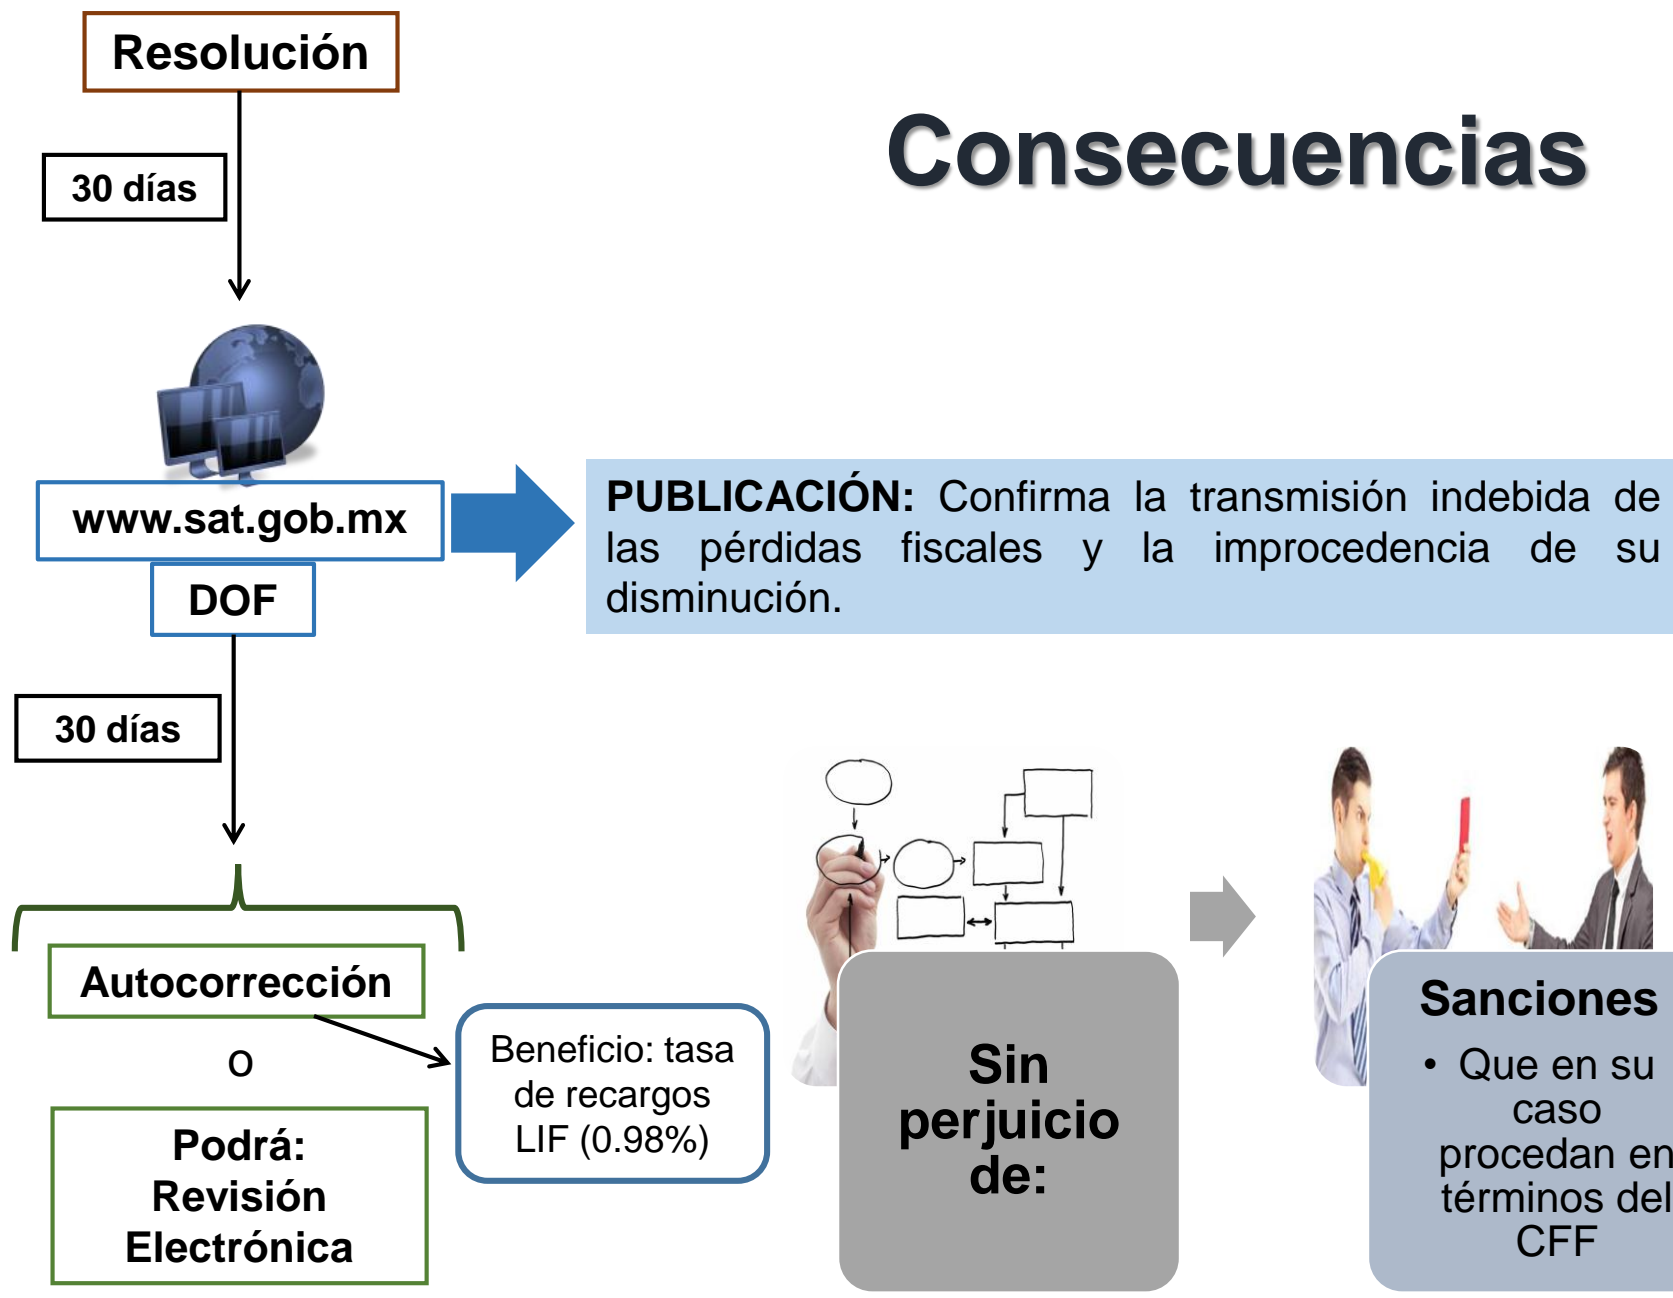 Resolución
Consecuencias
30 días
www.sat.gob.mx
DOF
PUBLICACIÓN: Confirma la transmisión indebida de
las pérdidas fiscales y la improcedencia de su
disminución.
30 días
Autocorrección
O
Podrá:
Revisión
Electrónica
Beneficio: tasa
de recargos
LIF (0.98%)
Sin
perjuicio
de:
Sanciones
• Que en su
caso
procedan en
términos del
CFF